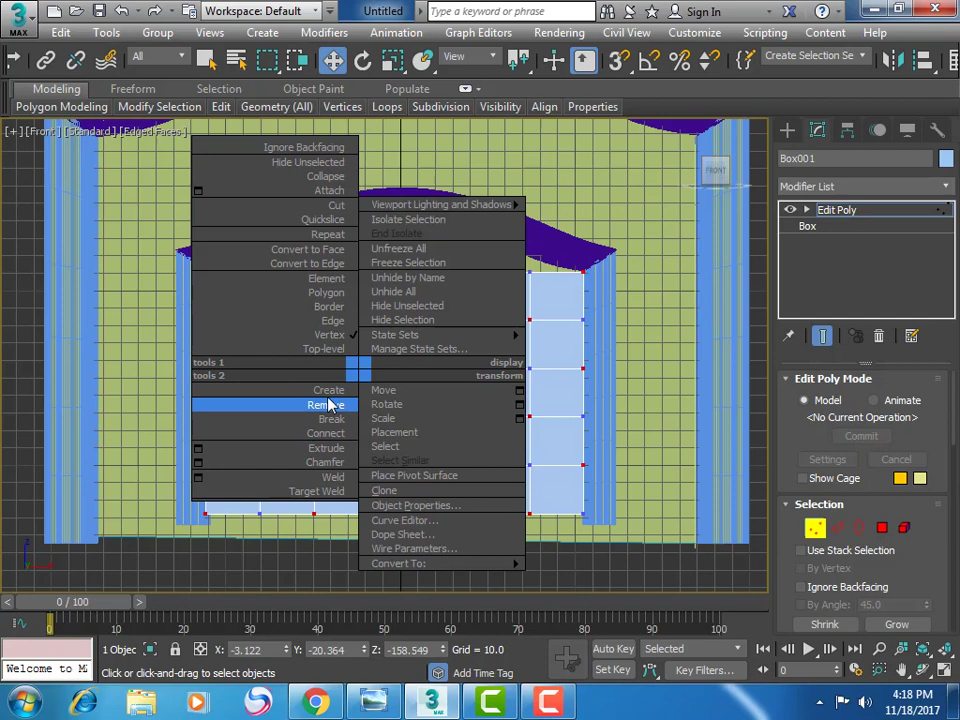 Workspace: Default
Untitled
Type a keyword or phrase
Sign In
MAX
Edit
Tools
Group
Views
Create
Modifiers
Animation
Graph Editors
Rendering
Civil View
Customize
Scripting
Content
Help
All
View
Create Selection Se
Modeling
Freeform
Selection
Object Paint
Populate
Polygon Modeling
Modify Selection
Edit
Geometry (All)
Vertices
Loops
Subdivision
Visibility
Align
Properties
[+] [Front] [Standard] [Edged Faces]
FRONT
Ignore Backfacing
Hide Unselected
Collapse
Attach
Cut
Quickslice
Repeat
Convert to Face
Convert to Edge
Element
Polygon
Border
Edge
Vertex
Top-level
tools 1
tools 2
Create
Remove
Break
Connect
Extrude
Chamfer
Weld
Target Weld
Viewport Lighting and Shadows
Isolate Selection
End Isolate
Unfreeze All
Freeze Selection
Unhide by Name
Unhide All
Hide Unselected
Hide Selection
State Sets
Manage State Sets...
display
transform
Move
Rotate
Scale
Placement
Select
Select Similar
Place Pivot Surface
Clone
Object Properties...
Curve Editor...
Dope Sheet...
Wire Parameters...
Convert To:
Box001
Modifier List
Edit Poly
Box
Edit Poly Mode
Model
Animate
<No Current Operation>
Commit
Settings
Cancel
Show Cage
Selection
Use Stack Selection
By Vertex
Ignore Backfacing
By Angle: 45.0
Shrink
Grow
0 / 100
0 10 20 30 40 50 60 70 80 90 100
1 Objec
X: -3.122
Y: -20.364
Z: -158.549
Grid = 10.0
Auto Key
Selected
Welcome to M
Click or click-and-drag to select objects
Add Time Tag
Set Key
Key Filters...
0
3
MAX
4:18 PM
11/18/2017